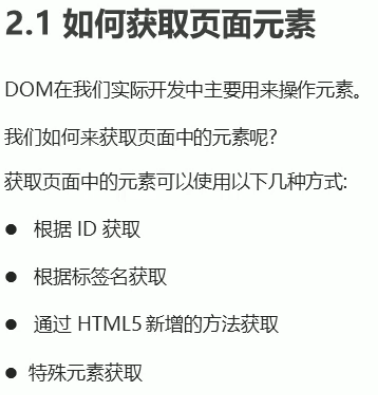 2.1 如何获取页面元素
DOM在我们实际开发中主要用来操作元素。
我们如何来获取页面中的元素呢?
获取页面中的元素可以使用以下几种方式:
● 根据 ID 获取
● 根据标签名获取
● 通过 HTML5 新增的方法获取
● 特殊元素获取